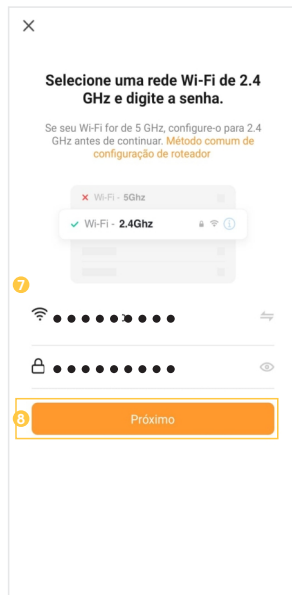 Selecione uma rede Wi-Fi de 2.4
GHz e digite a senha.
Se seu Wi-Fi for de 5 GHz, configure-o para 2.4
GHz antes de continuar. Método comum de
configuração de roteador
Wi-Fi - 5Ghz
Wi-Fi - 2.4Ghz
7
8
Próximo